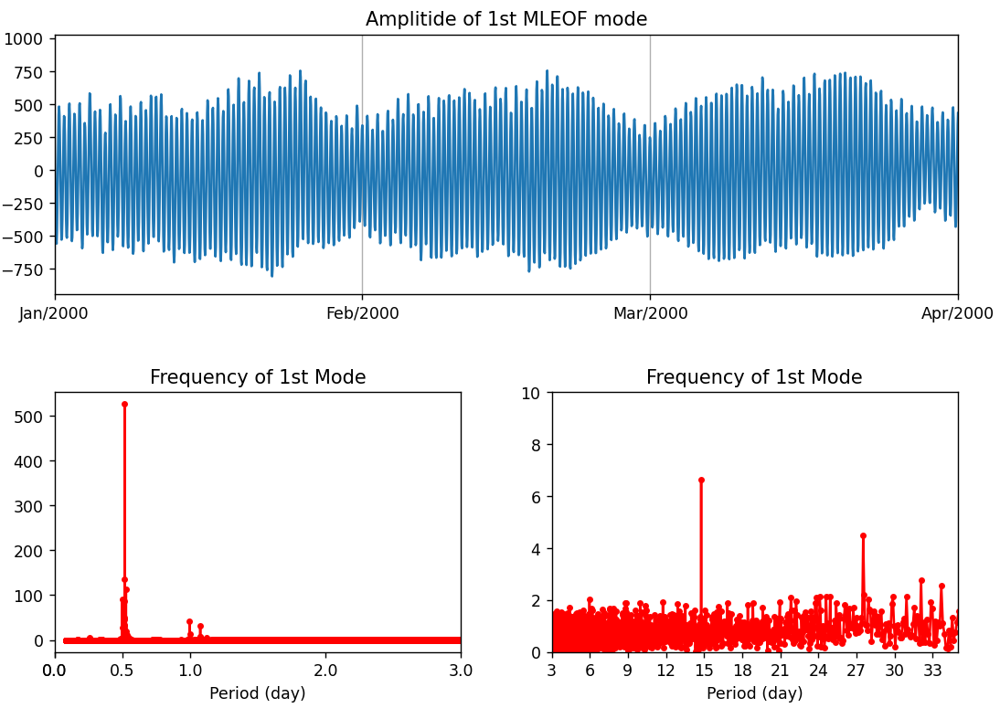 Amplitide of 1st MLEOF mode
1000
750
500
250
0
−250
−500
−750
Jan/2000 Feb/2000 Mar/2000 Apr/2000
Frequency of 1st Mode
500
400
300
200
100
0
0.0 0.0 0.5 1.0 2.0 3.0
Period (day)
Frequency of 1st Mode
10
8
6
4
2
0
3 6 9 12 15 18 21 24 27 30 33
Period (day)